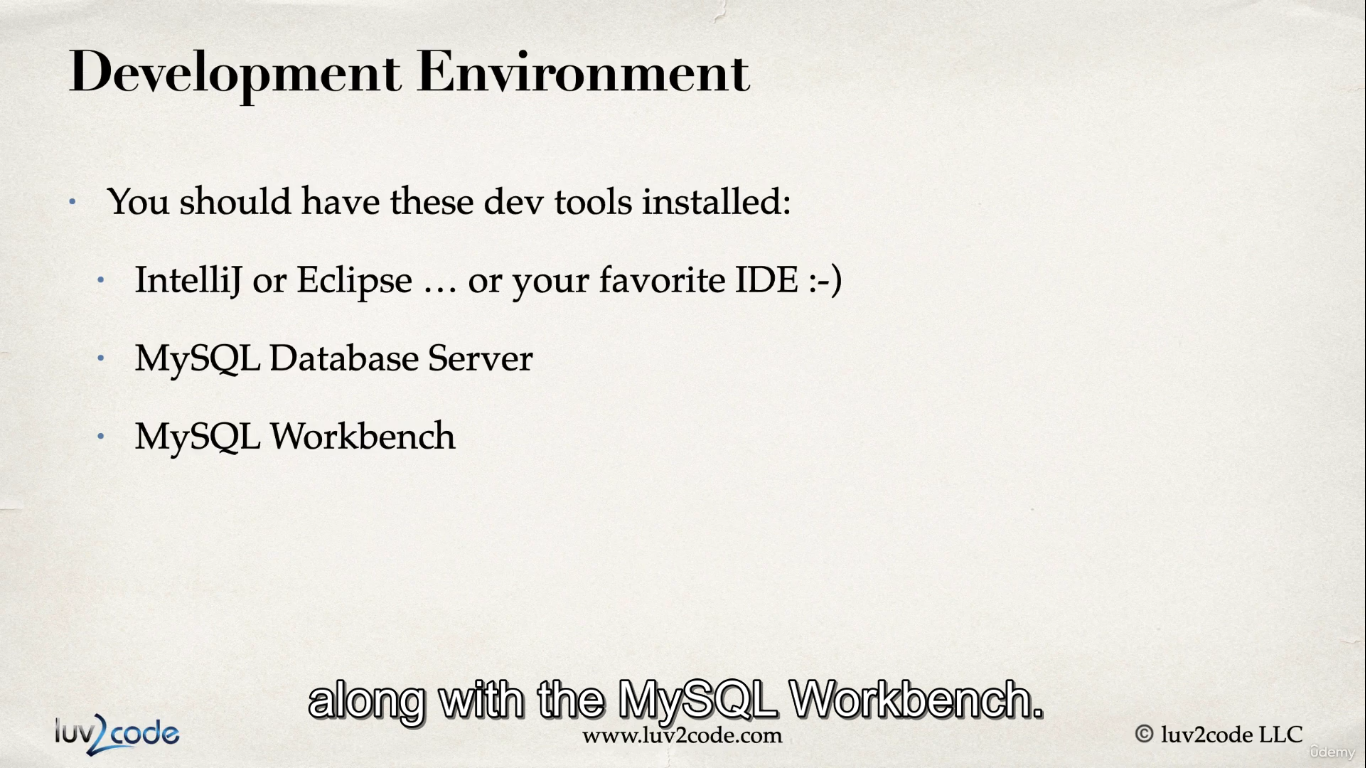 Development Environment
• You should have these dev tools installed:
• IntelliJ or Eclipse … or your favorite IDE :-)
• MySQL Database Server
• MySQL Workbench
along with the MySQL Workbench.
luv2code
www.luv2code.com
© luv2code LLC
ûdemy